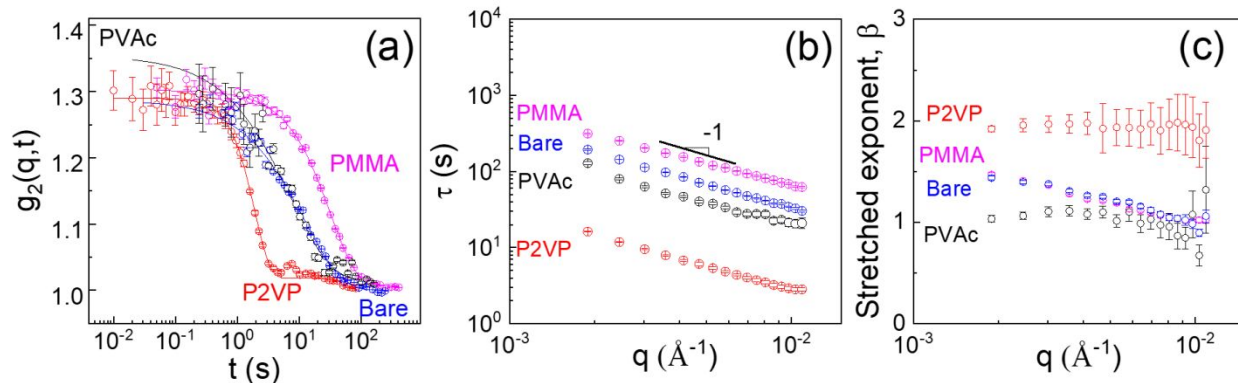 (a)
PVAc
PMMA
P2VP
Bare
g₂(q,t)
1.4
1.3
1.2
1.1
1.0
10⁻² 10⁻¹ 10⁰ 10¹ 10² 
t (s)
(b)
-1
PMMA
Bare
PVAc
P2VP
τ (s)
10⁴
10³
10²
10¹
10⁰
10⁻³ 10⁻²
q (Å⁻¹)
(c)
P2VP
PMMA
Bare
PVAc
Stretched exponent, β
3
2
1
0
10⁻³ 10⁻²
q (Å⁻¹)